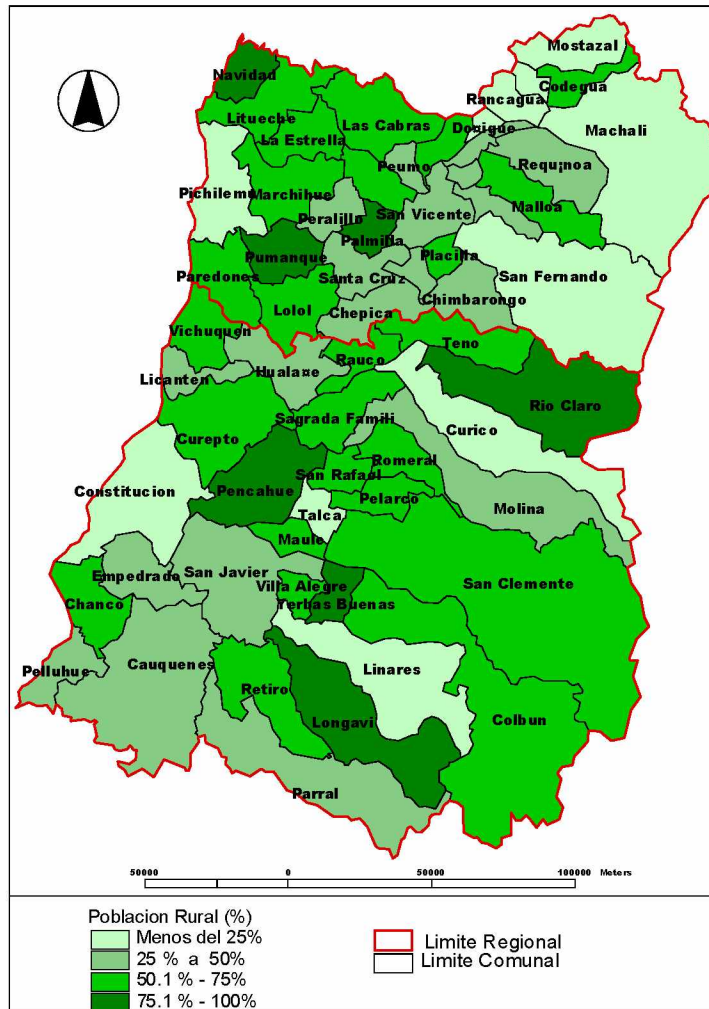 Mostazal
Navidad
Codegua
Rancagua
Litueche
Las Cabras
Doñigue
Machali
La Estrella
Peumo
Requ¡noa
Pichilemu
Marchihue
Peralillo
San Vicente
Malloa
Palmilla
Pumanque
Placilla
Paredones
Santa Cruz
San Fernando
Lolol
Chepica
Chimbarongo
Vichuquen
Teno
Rauco
Huala¤e
Licanten
Rio Claro
Sagrada Famili
Curepto
Curico
Romeral
San Rafael
Constitucion
Pencahue
Pelarco
Molina
Talca
Maule
Empedrado
San Javier
San Clemente
Villa Alegre
Chanco
Yerbas Buenas
Pelluhue
Cauquenes
Linares
Retiro
Longavi
Colbun
Parral
50000 0 50000 100000 Meters
Poblacion Rural (%)
Menos del 25%
25 % a 50%
50.1 % - 75%
75.1 % - 100%
Limite Regional
Limite Comunal